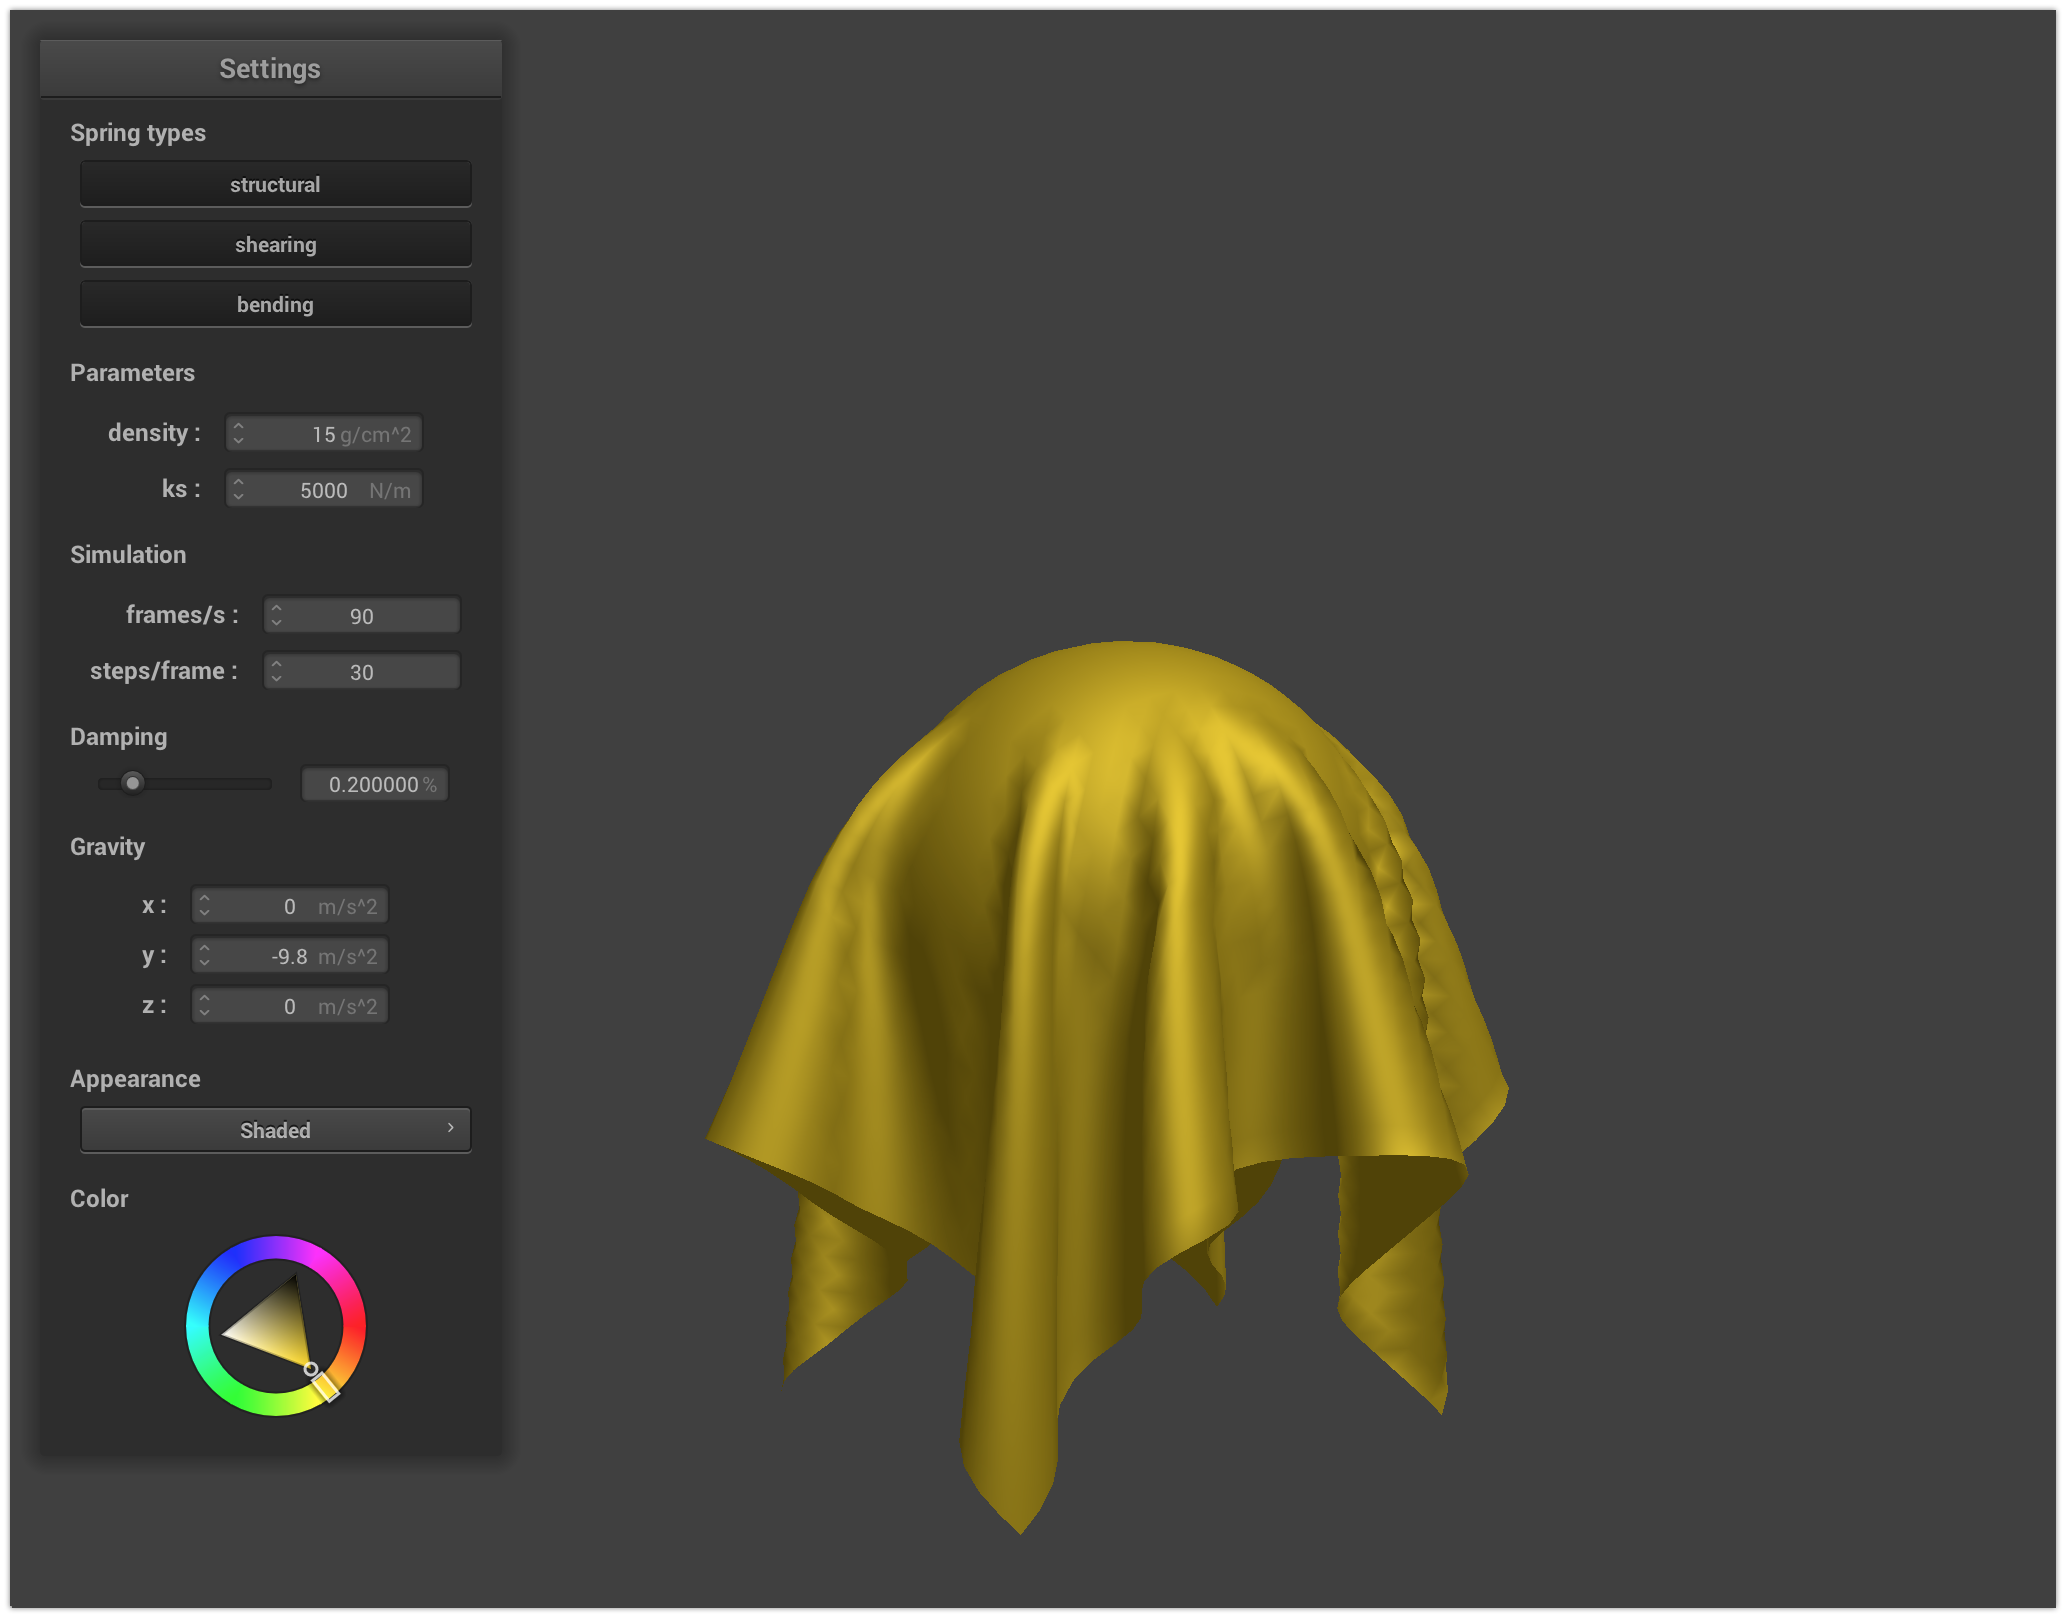 Settings
Spring types
structural
shearing
bending
Parameters
density : 15 g/cm^2
ks : 5000 N/m
Simulation
frames/s : 90
steps/frame : 30
Damping
0.200000 %
Gravity
x : 0 m/s^2
y : -9.8 m/s^2
z : 0 m/s^2
Appearance
Shaded
Color